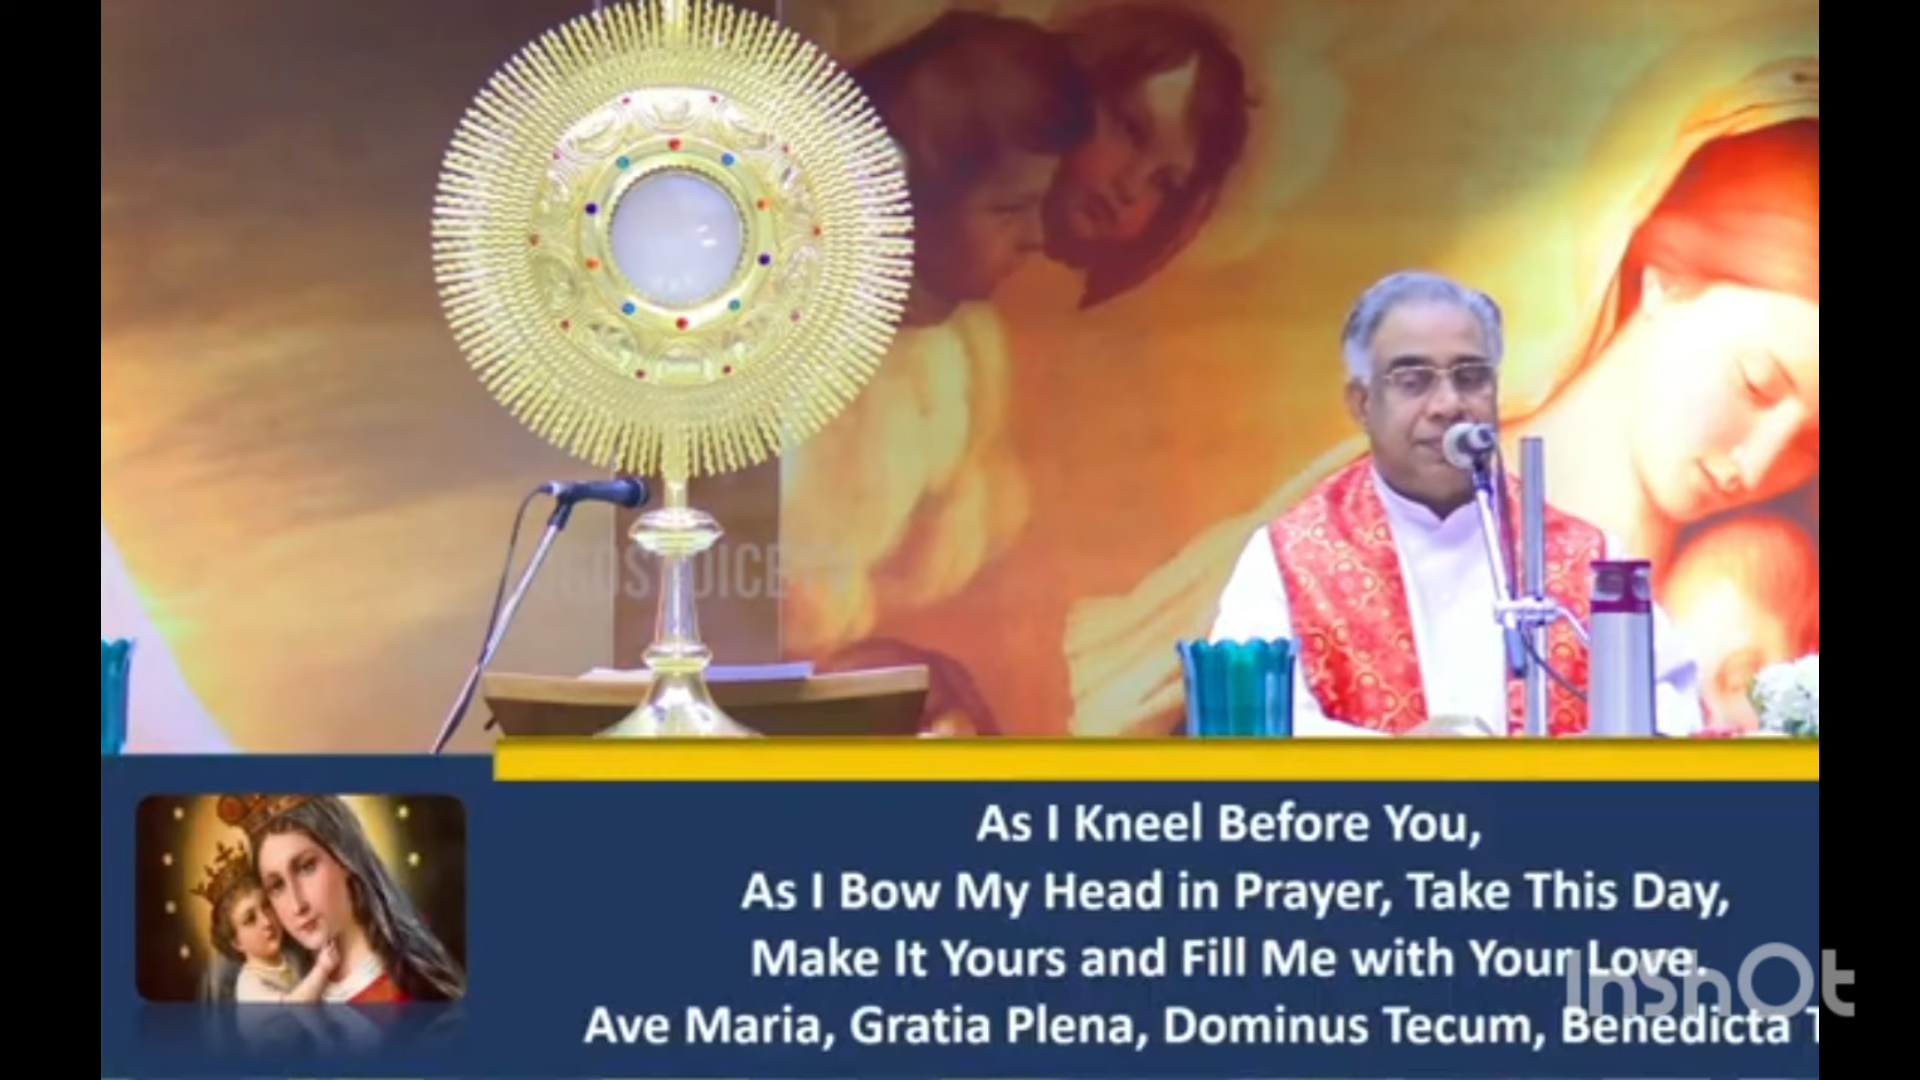 As I Kneel Before You,
As I Bow My Head in Prayer, Take This Day,
Make It Yours and Fill Me with Your Love.
Ave Maria, Gratia Plena, Dominus Tecum, Benedicta T
InShOt